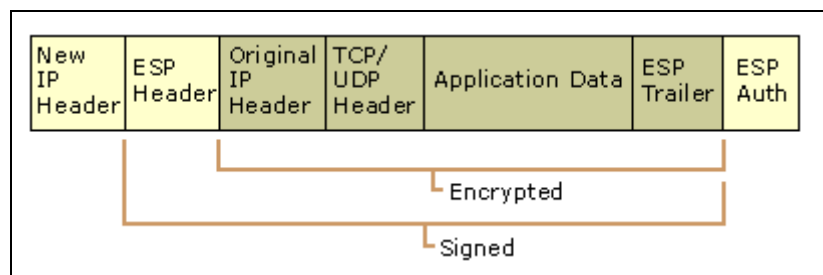 New
IP
Header
ESP
Header
Original
IP
Header
TCP/
UDP
Header
Application Data
ESP
Trailer
ESP
Auth
Encrypted
Signed